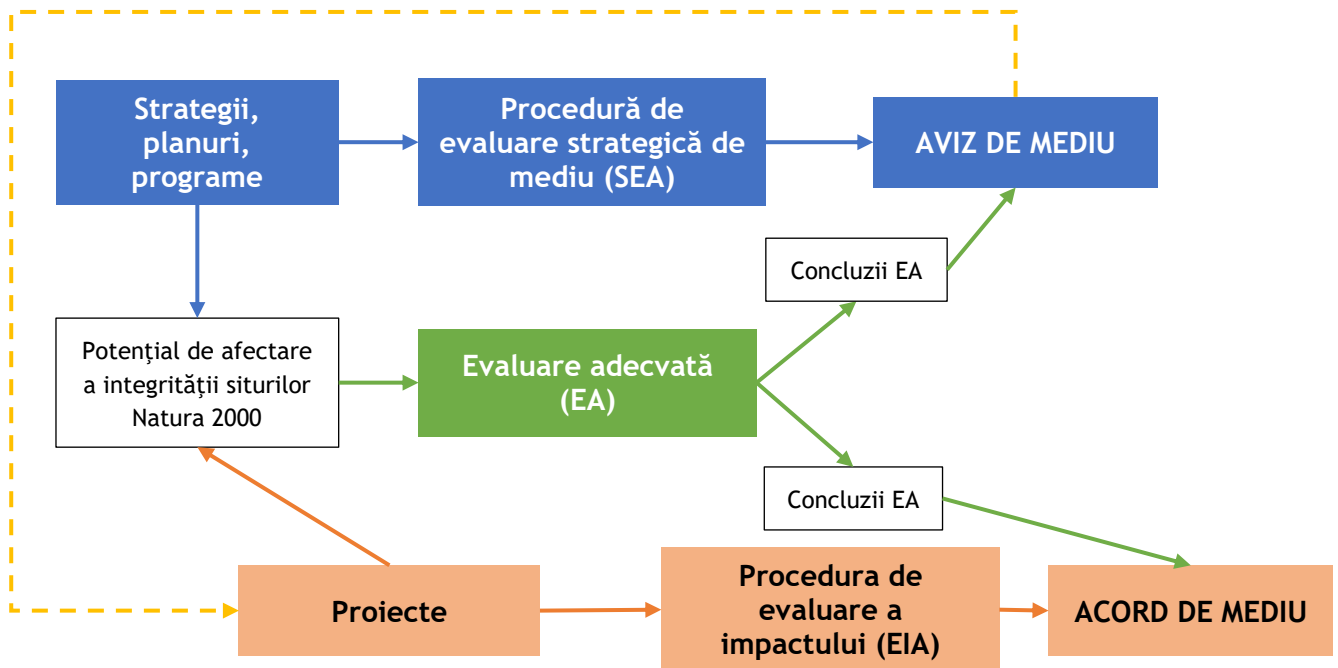 Strategii,
planuri,
programe
Procedură de
evaluare strategică de
mediu (SEA)
AVIZ DE MEDIU
Concluzii EA
Potențial de afectare
a integrității siturilor
Natura 2000
Evaluare adecvată
(EA)
Concluzii EA
Proiecte
Procedura de
evaluare a
impactului (EIA)
ACORD DE MEDIU